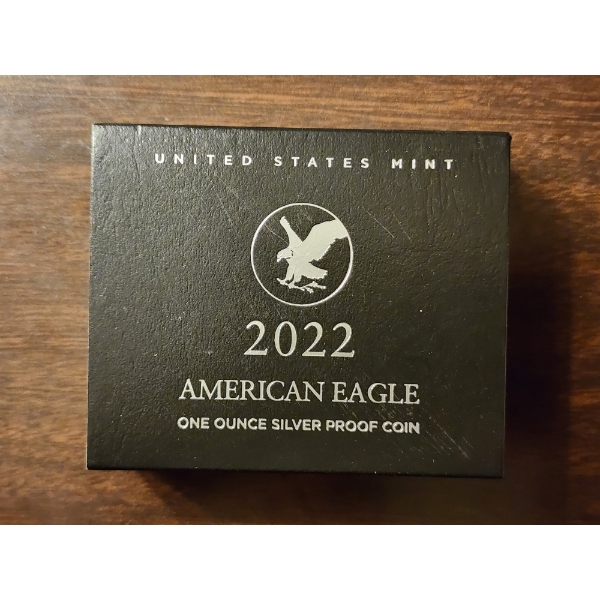 UNITED STATES MINT
2022
AMERICAN EAGLE
ONE OUNCE SILVER PROOF COIN